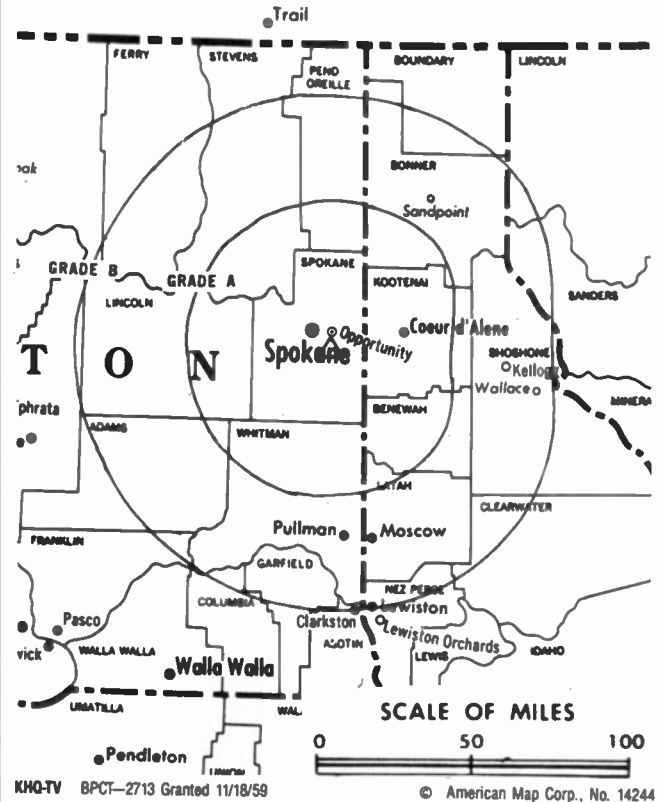 Trail
FERRY
STEVENS
PEND
OREILLE
BOUNDARY
LINCOLN
BONNER
Sandpoint
GRADE B
GRADE A
SPOKANE
KOOTENAI
SANDERS
LINCOLN
Spokane
Opportunity
Coeur d'Alene
SHOSHONE
Kellogg
Wallace
T O N
BENEWAH
ADAMS
WHITMAN
LATAH
CLEARWATER
Pullman
Moscow
FRANKLIN
GARFIELD
NEZ PERCE
COLUMBIA
Clarkston
Lewiston
Lewiston Orchards
ASOTIN
LEWIS
IDAHO
Pasco
WALLA WALLA
Walla Walla
UMATILLA
WAL
Pendleton
UNION
SCALE OF MILES
0 50 100
KHQ-TV BPCT—2713 Granted 11/18/59
© American Map Corp., No. 14244